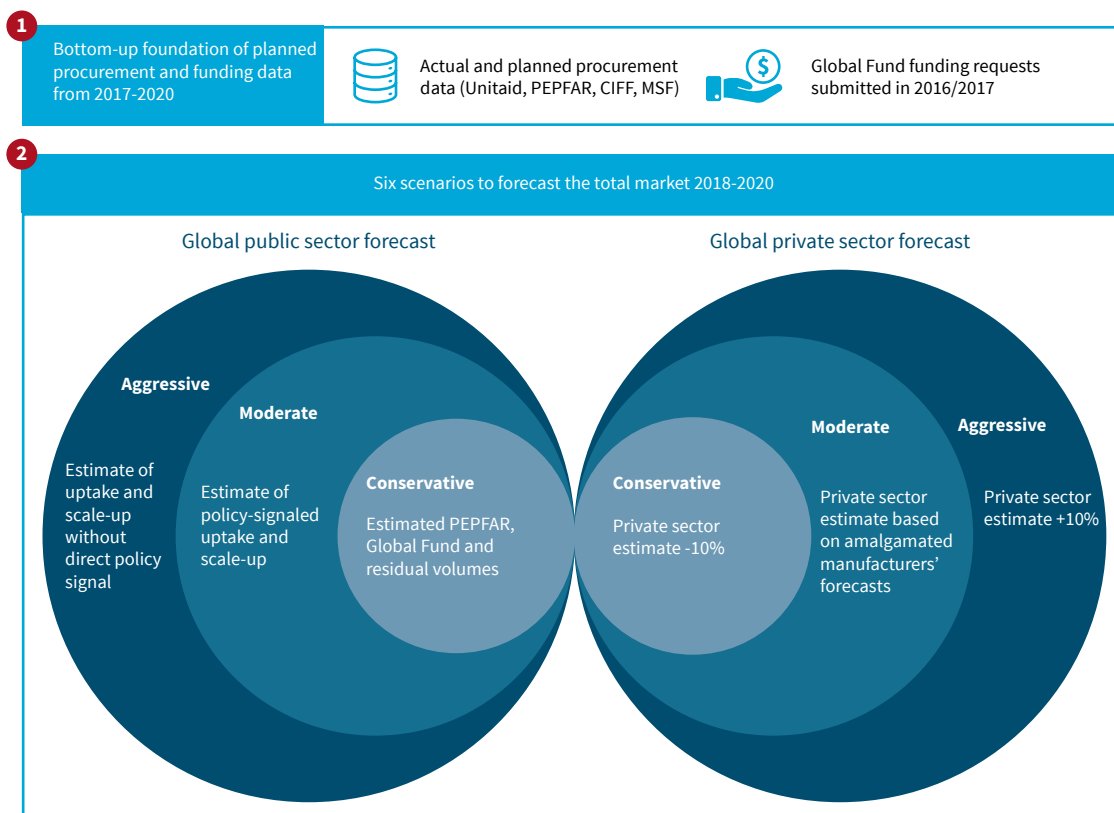 1
Bottom-up foundation of planned
procurement and funding data
from 2017-2020
Actual and planned procurement
data (Unitaid, PEPFAR, CIFF, MSF)
$
Global Fund funding requests
submitted in 2016/2017
2
Six scenarios to forecast the total market 2018-2020
Global public sector forecast
Aggressive
Estimate of
uptake and
scale-up
without
direct policy
signal
Moderate
Estimate of
policy-signaled
uptake and
scale-up
Conservative
Estimated PEPFAR,
Global Fund and
residual volumes
Global private sector forecast
Conservative
Private sector
estimate -10%
Moderate
Private sector
estimate based
on amalgamated
manufacturers’
forecasts
Aggressive
Private sector
estimate +10%